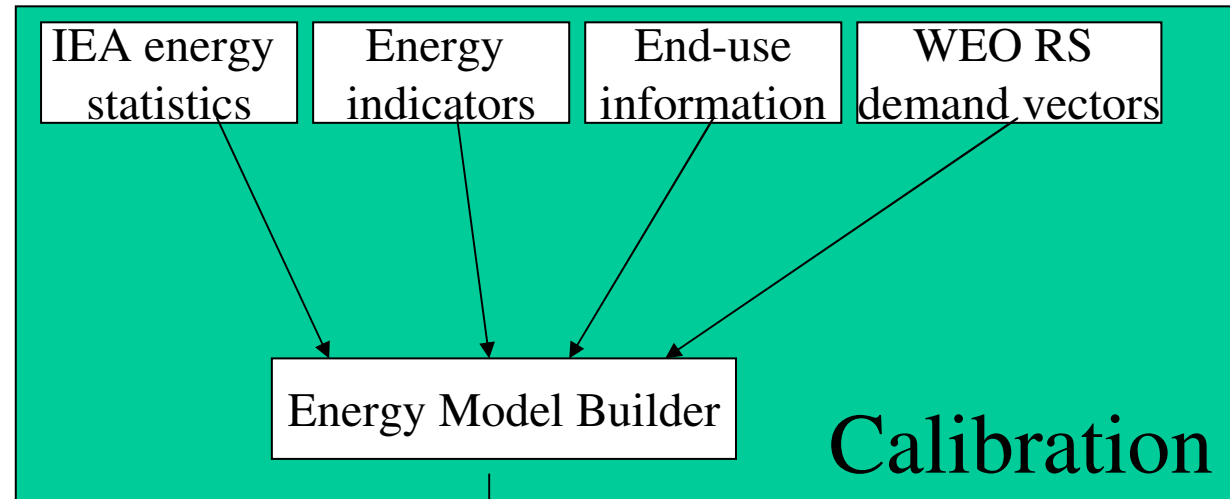 IEA energy
statistics
Energy
indicators
End-use
information
WEO RS
demand vectors
Energy Model Builder
Calibration